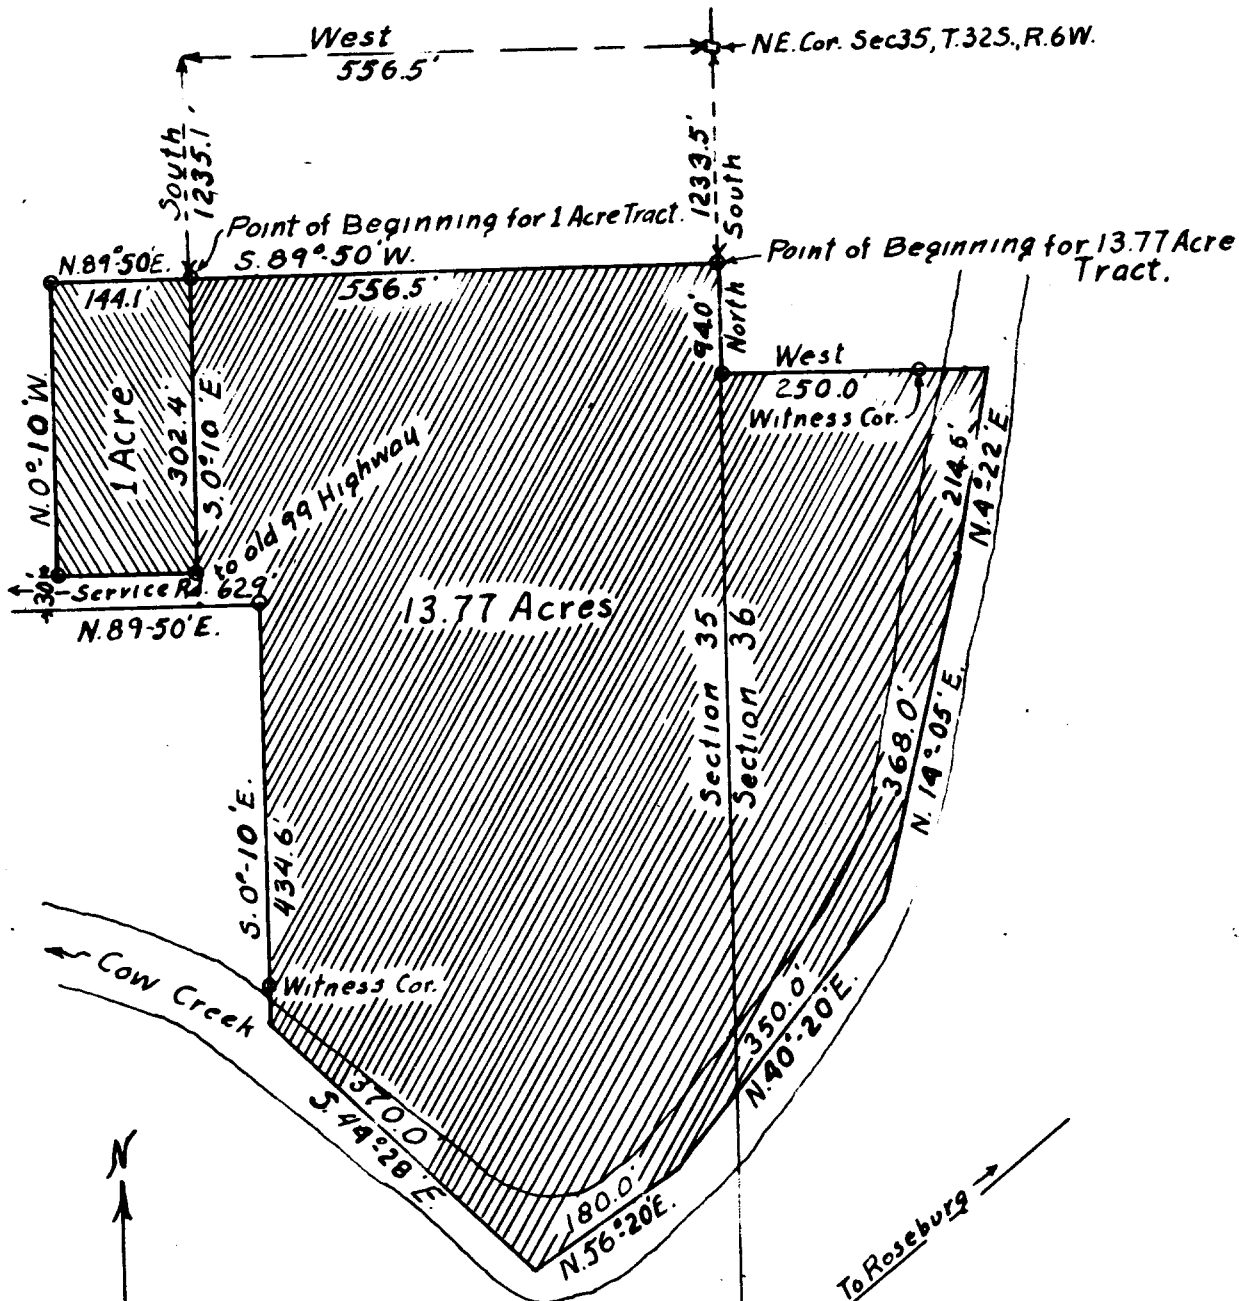 West
556.5'
NE. Cor. Sec35, T.32S., R.6W.
South
1235.1'
1233.5'
South
Point of Beginning for 1 Acre Tract.
Point of Beginning for 13.77 Acre
Tract.
N.89°-50'E.
144.1'
S.89°-50'W.
556.5'
94.0'
North
West
250.0'
Witness Cor.
N.0°-10'W
1 Acre
302.4'
S.0°-10'E
to old 99 Highway
214.6'
N.4°-22'E.
30'
Service Rd.
62.9'
N.89-50'E.
13.77 Acres
Section 35
Section 36
368.0'
N.14°-05'E.
S.0°-10'E.
434.6'
Cow Creek
Witness Cor.
350.0'
N.40°-20'E.
370.0
S.44°28'E.
180.0'
N.56°20'E.
N
To Roseburg